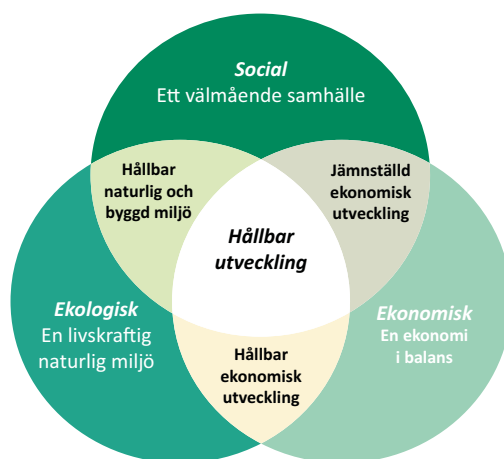 Social
Ett välmående samhälle
Hållbar
naturlig och
byggd miljö
Jämnställd
ekonomisk
utveckling
Hållbar
utveckling
Ekologisk
En livskraftig
naturlig miljö
Ekonomisk
En ekonomi
i balans
Hållbar
ekonomisk
utveckling